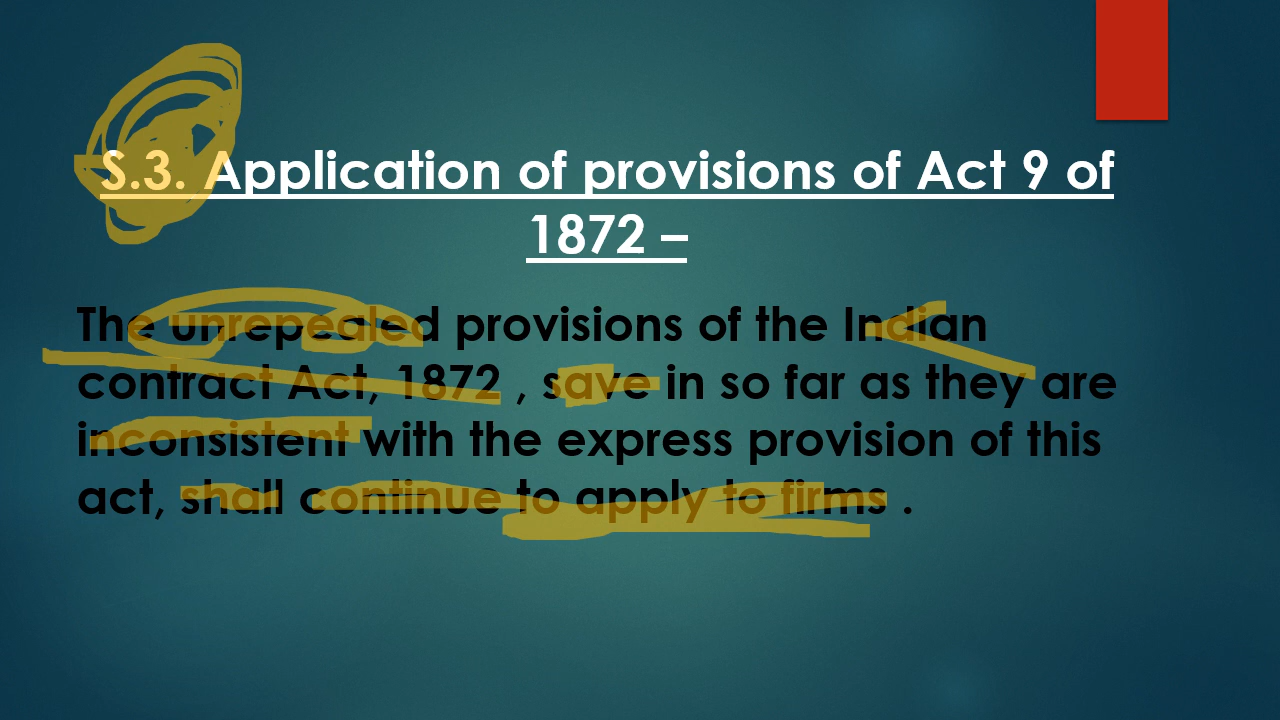 S.3. Application of provisions of Act 9 of
1872 –
The unrepealed provisions of the Indian
contract Act, 1872 , save in so far as they are
inconsistent with the express provision of this
act, shall continue to apply to firms .